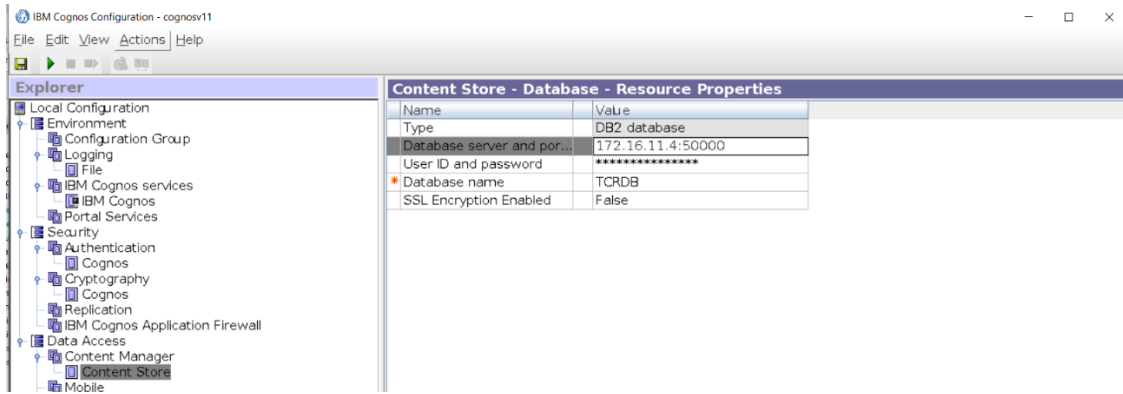 IBM Cognos Configuration - cognosv11
File Edit View Actions Help
Explorer
Local Configuration
Environment
Configuration Group
Logging
File
IBM Cognos services
IBM Cognos
Portal Services
Security
Authentication
Cognos
Cryptography
Cognos
Replication
IBM Cognos Application Firewall
Data Access
Content Manager
Content Store
Mobile
Content Store - Database - Resource Properties
Name Value
Type DB2 database
Database server and por... 172.16.11.4:50000
User ID and password ***************
* Database name TCRDB
SSL Encryption Enabled False